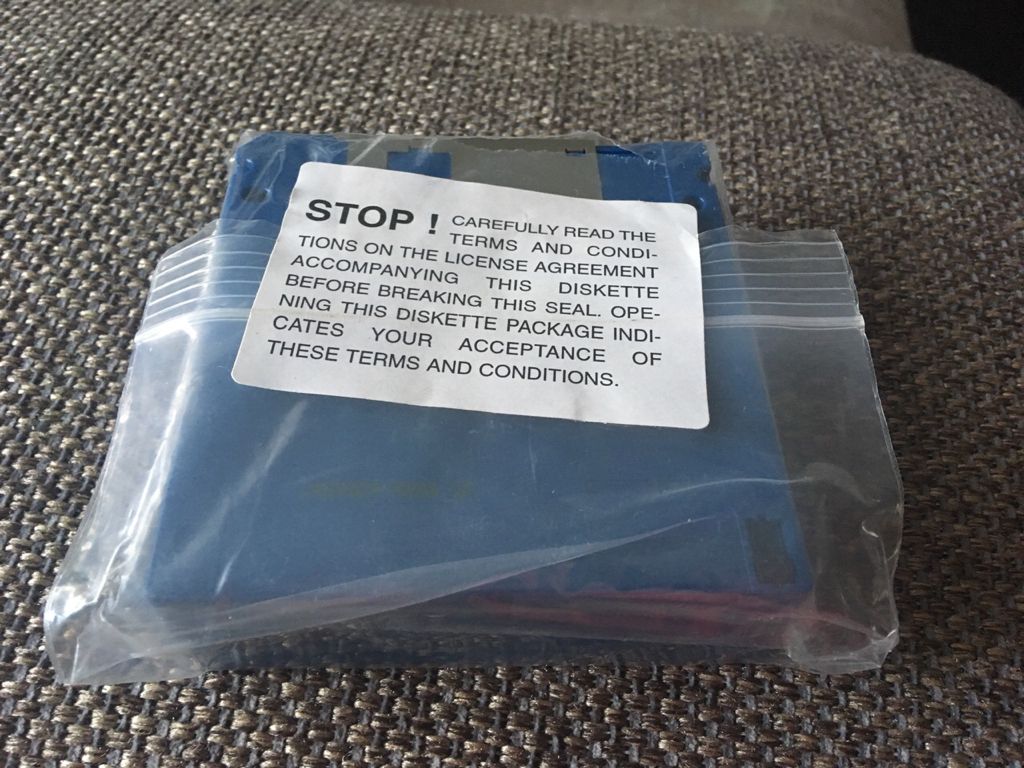 STOP ! CAREFULLY READ THE
TERMS AND CONDI-
TIONS ON THE LICENSE AGREEMENT
ACCOMPANYING THIS DISKETTE
BEFORE BREAKING THIS SEAL. OPE-
NING THIS DISKETTE PACKAGE INDI-
CATES YOUR ACCEPTANCE OF
THESE TERMS AND CONDITIONS.